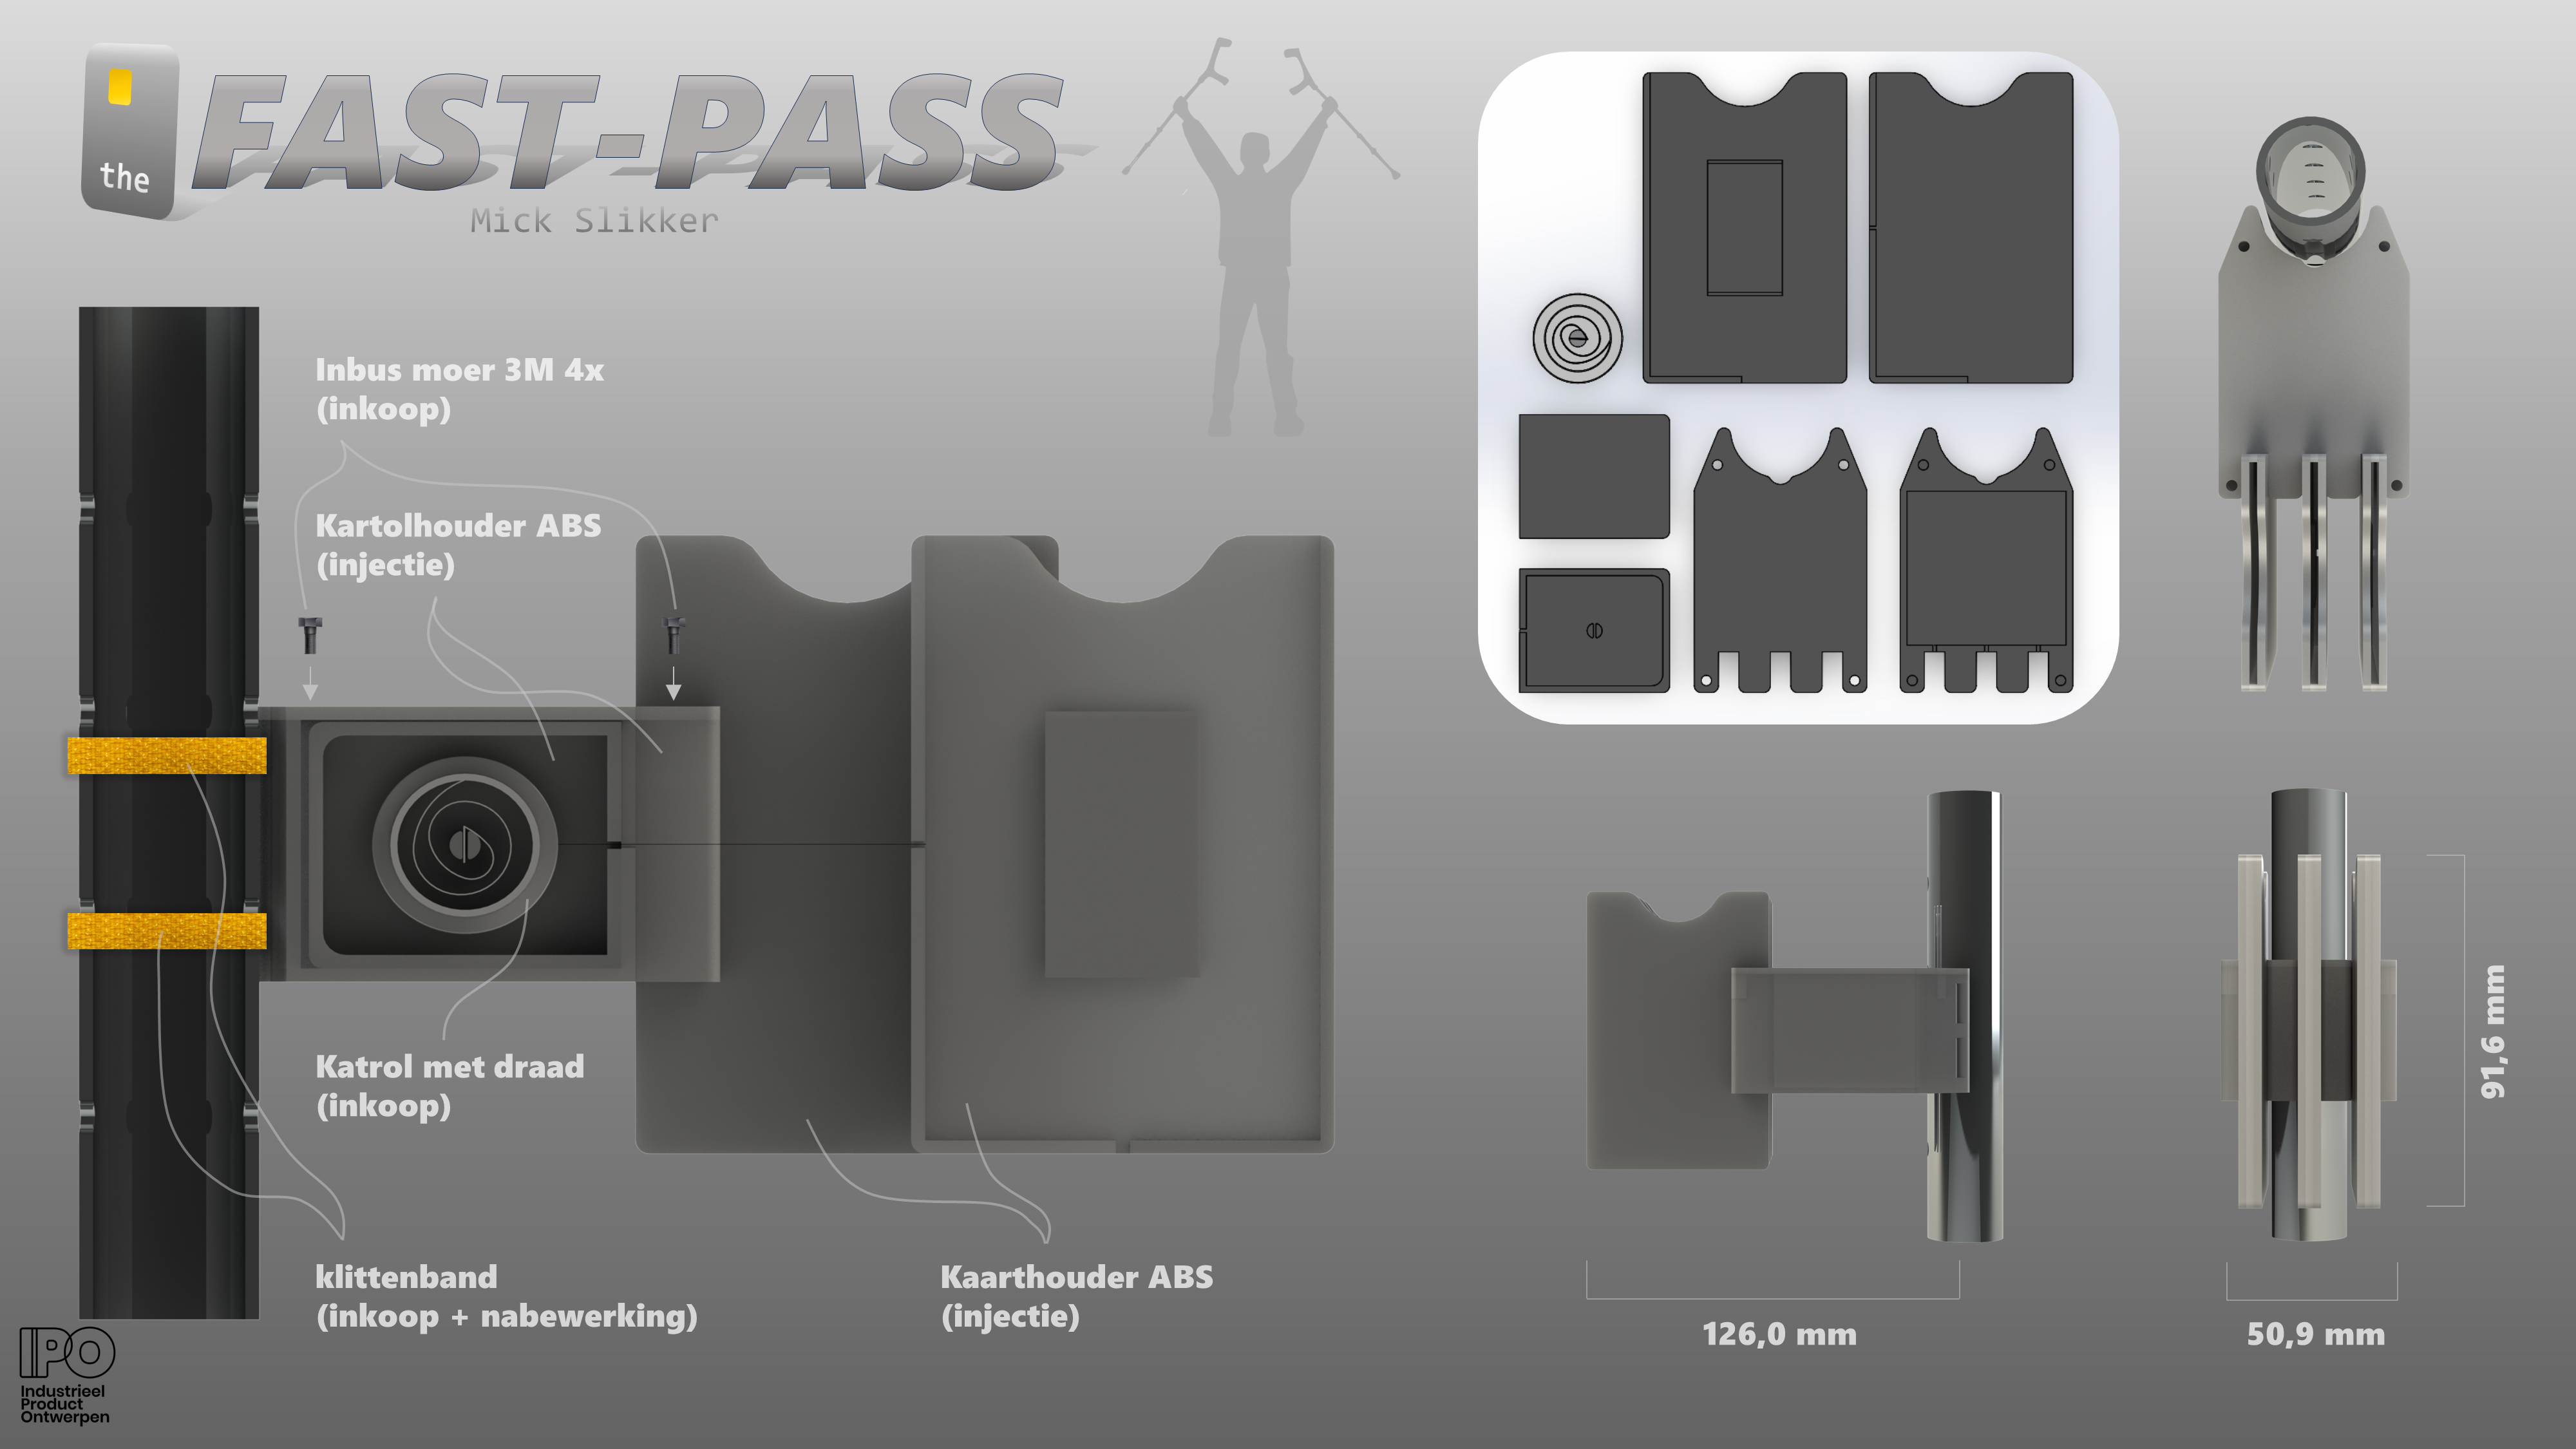 the
FAST-PASS
Mick Slikker
Inbus moer 3M 4x
(inkoop)
Kartolhouder ABS
(injectie)
Katrol met draad
(inkoop)
klittenband
(inkoop + nabewerking)
Kaarthouder ABS
(injectie)
126,0 mm
50,9 mm
91,6 mm
IPO
Industrieel
Product
Ontwerpen